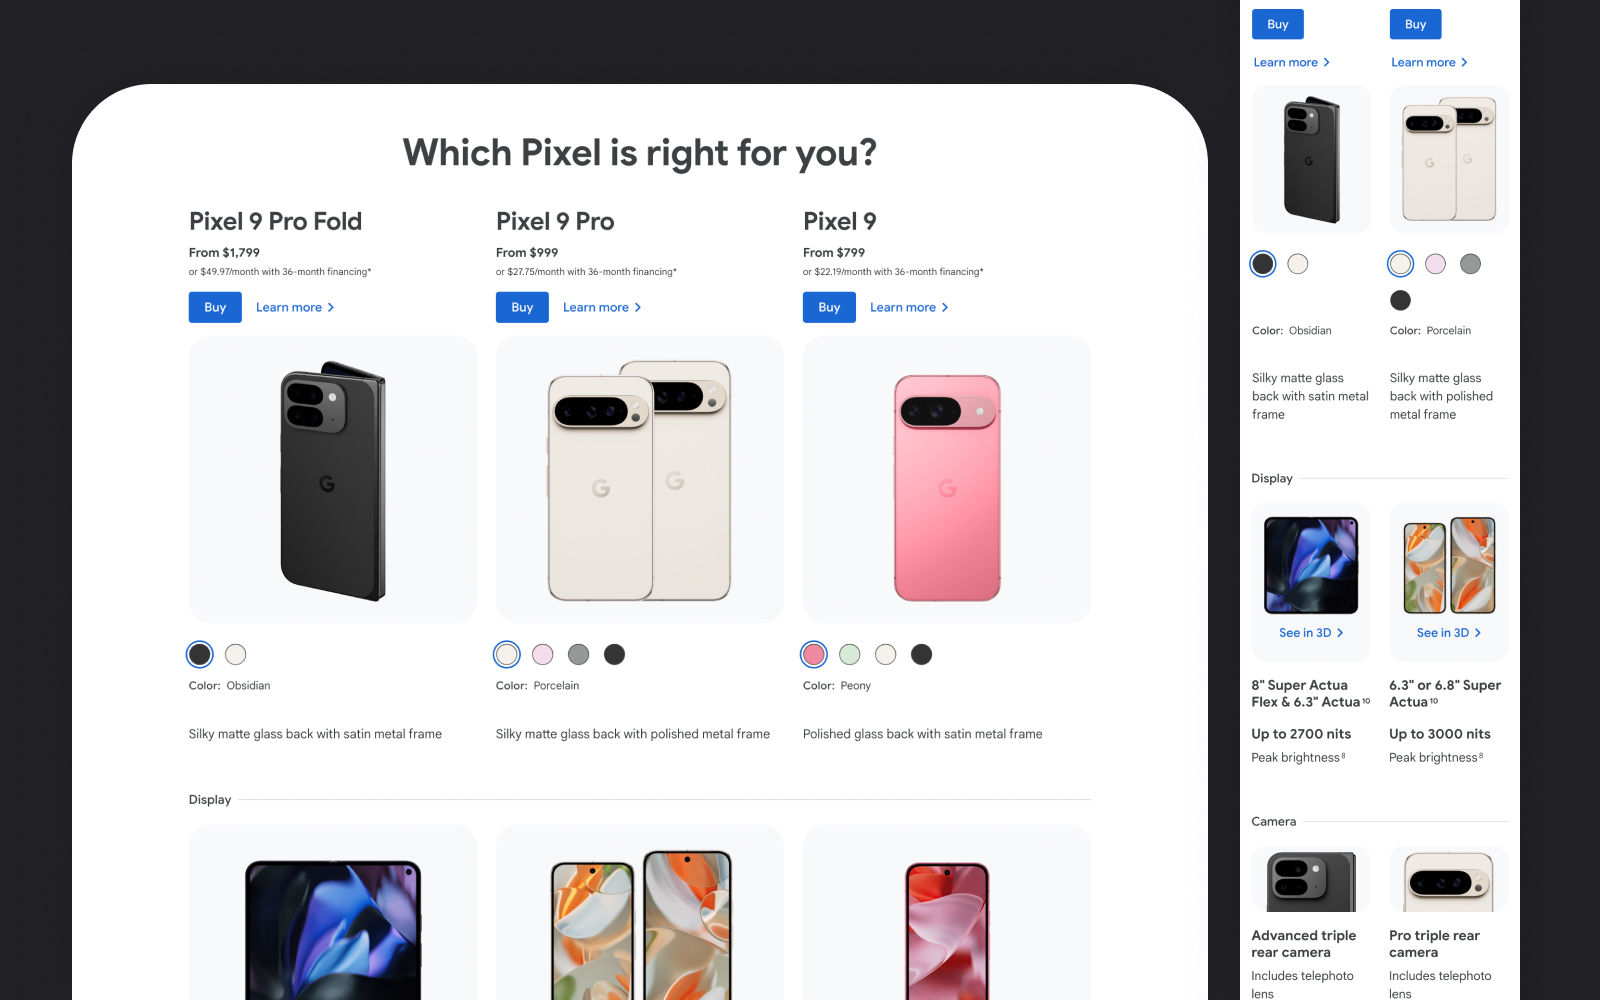 Which Pixel is right for you?
Pixel 9 Pro Fold
From $1,799
or $49.97/month with 36-month financing*
Buy
Learn more
Color: Obsidian
Silky matte glass back with satin metal frame
Pixel 9 Pro
From $999
or $27.75/month with 36-month financing*
Buy
Learn more
Color: Porcelain
Silky matte glass back with polished metal frame
Pixel 9
From $799
or $22.19/month with 36-month financing*
Buy
Learn more
Color: Peony
Polished glass back with satin metal frame
Display
Buy
Learn more
Color: Obsidian
Silky matte glass
back with satin metal
frame
Buy
Learn more
Color: Porcelain
Silky matte glass
back with polished
metal frame
Display
See in 3D
8" Super Actua
Flex & 6.3" Actua10
Up to 2700 nits
Peak brightness8
See in 3D
6.3" or 6.8" Super
Actua10
Up to 3000 nits
Peak brightness8
Camera
Advanced triple
rear camera
Includes telephoto
lens
Pro triple rear
camera
Includes telephoto
lens